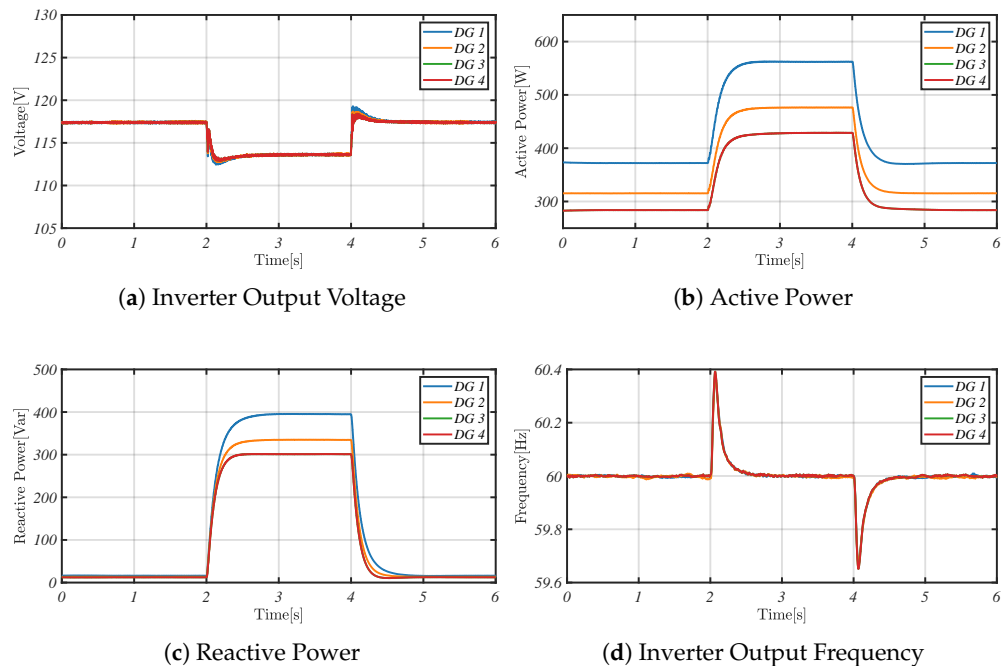 130
125
120
115
110
105
Voltage[V]
0 1 2 3 4 5 6
Time[s]
DG 1
DG 2
DG 3
DG 4
(a) Inverter Output Voltage
600
500
400
300
Active Power[W]
0 1 2 3 4 5 6
Time[s]
DG 1
DG 2
DG 3
DG 4
(b) Active Power
500
400
300
200
100
0
Reactive Power[Var]
0 1 2 3 4 5 6
Time[s]
DG 1
DG 2
DG 3
DG 4
(c) Reactive Power
60.4
60.2
60
59.8
59.6
Frequency[Hz]
0 1 2 3 4 5 6
Time[s]
DG 1
DG 2
DG 3
DG 4
(d) Inverter Output Frequency